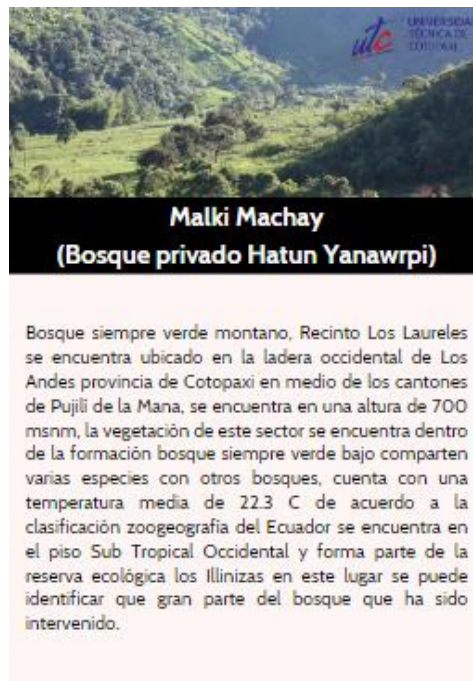 utc
UNIVERSIDAD
TÉCNICA DE
COTOPAXI
Malki Machay
(Bosque privado Hatun Yanawrpi)
Bosque siempre verde montano, Recinto Los Laureles
se encuentra ubicado en la ladera occidental de Los
Andes provincia de Cotopaxi en medio de los cantones
de Pujilí de la Mana, se encuentra en una altura de 700
msnm, la vegetación de este sector se encuentra dentro
de la formación bosque siempre verde bajo comparten
varias especies con otros bosques, cuenta con una
temperatura media de 22.3 C de acuerdo a la
clasificación zoogeografía del Ecuador se encuentra en
el piso Sub Tropical Occidental y forma parte de la
reserva ecológica los Illinizas en este lugar se puede
identificar que gran parte del bosque que ha sido
intervenido.